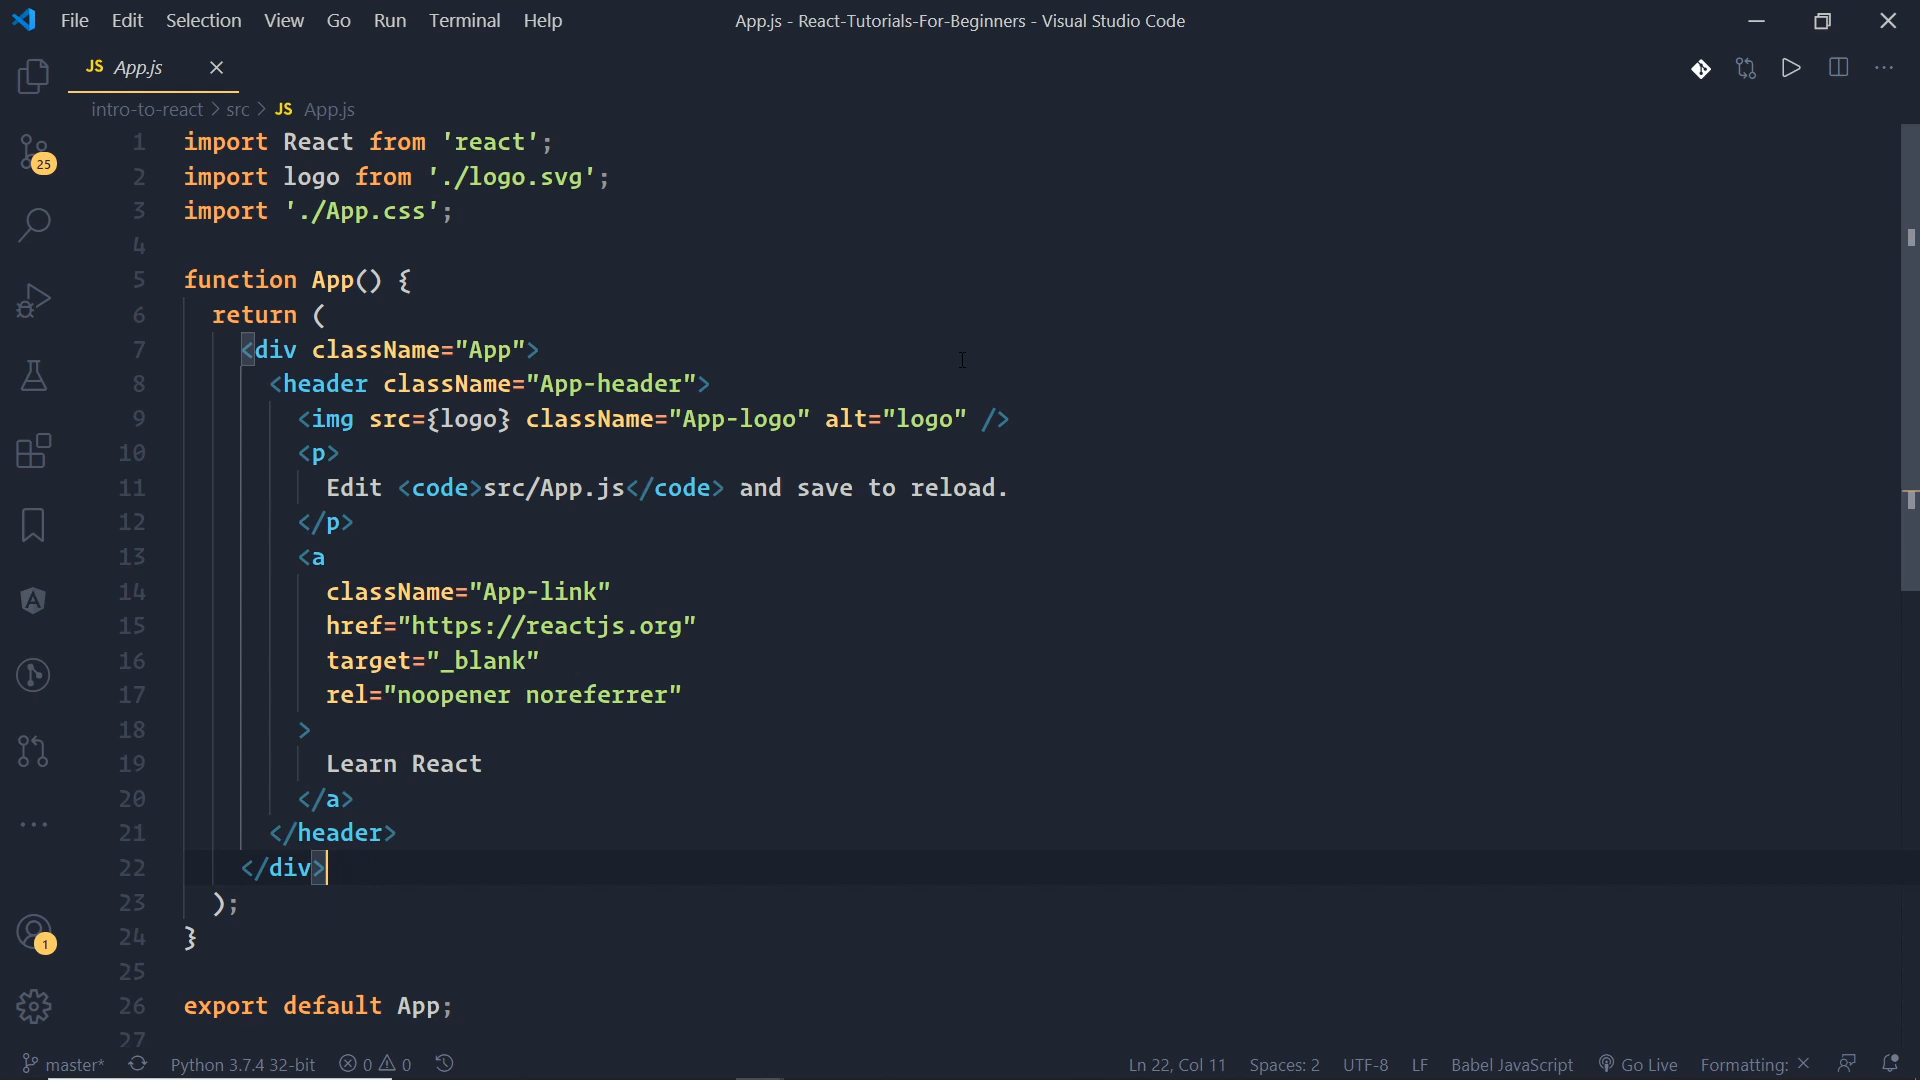 File Edit Selection View Go Run Terminal Help App.js - React-Tutorials-For-Beginners - Visual Studio Code
JS App.js
intro-to-react > src > JS App.js
1 import React from 'react';
2 import logo from './logo.svg';
3 import './App.css';
4
5 function App() {
6 return (
7 <div className="App">
8 <header className="App-header">
9 <img src={logo} className="App-logo" alt="logo" />
10 <p>
11 Edit <code>src/App.js</code> and save to reload.
12 </p>
13 <a
14 className="App-link"
15 href="https://reactjs.org"
16 target="_blank"
17 rel="noopener noreferrer"
18 >
19 Learn React
20 </a>
21 </header>
22 </div>
23 );
24 }
25
26 export default App;
27
25
1
master* Python 3.7.4 32-bit 0 0 Ln 22, Col 11 Spaces: 2 UTF-8 LF Babel JavaScript Go Live Formatting: ×